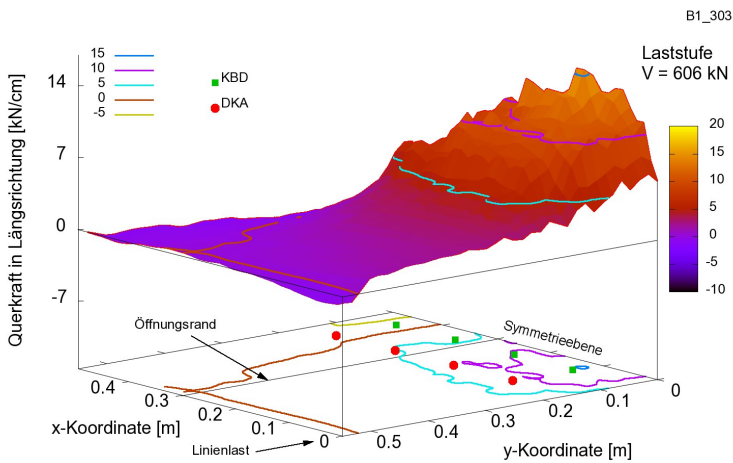 B1_303
Laststufe
V = 606 kN
15
10
5
0
-5
KBD
DKA
Querkraft in Längsrichtung [kN/cm]
14
7
0
-7
20
15
10
5
0
-5
-10
Öffnungsrand
Symmetrieebene
Linienlast
0.4
0.3
0.2
0.1
0
x-Koordinate [m]
0.5
0.4
0.3
0.2
0.1
0
y-Koordinate [m]